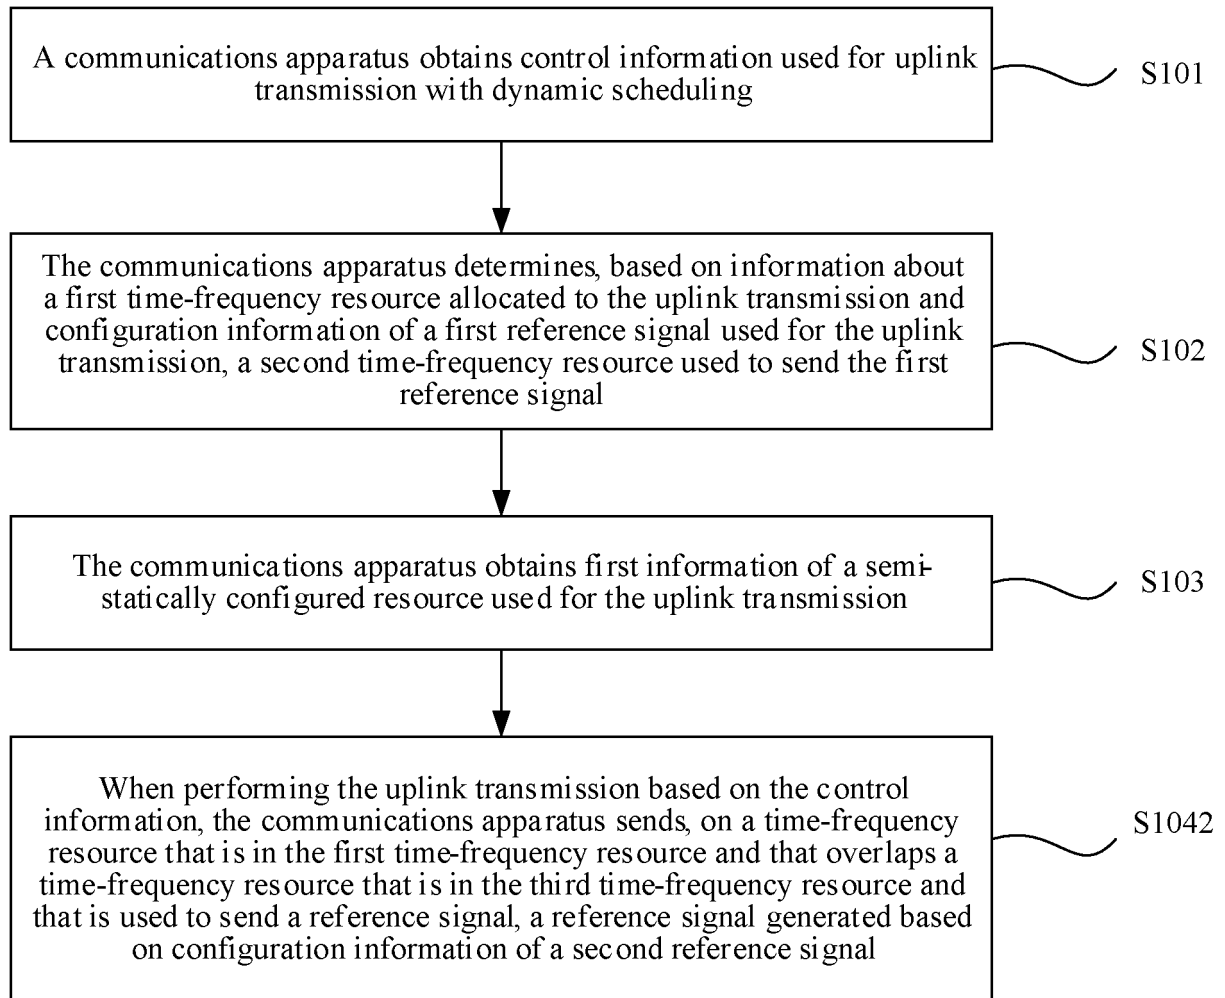 A communications apparatus obtains control information used for uplink
transmission with dynamic scheduling
S101
The communications apparatus determines, based on information about
a first time-frequency resource allocated to the uplink transmission and
configuration information of a first reference signal used for the uplink
transmission, a second time-frequency resource used to send the first
reference signal
S102
The communications apparatus obtains first information of a semi-
statically configured resource used for the uplink transmission
S103
When performing the uplink transmission based on the control
information, the communications apparatus sends, on a time-frequency
resource that is in the first time-frequency resource and that overlaps a
time-frequency resource that is in the third time-frequency resource and
that is used to send a reference signal, a reference signal generated based
on configuration information of a second reference signal
S1042